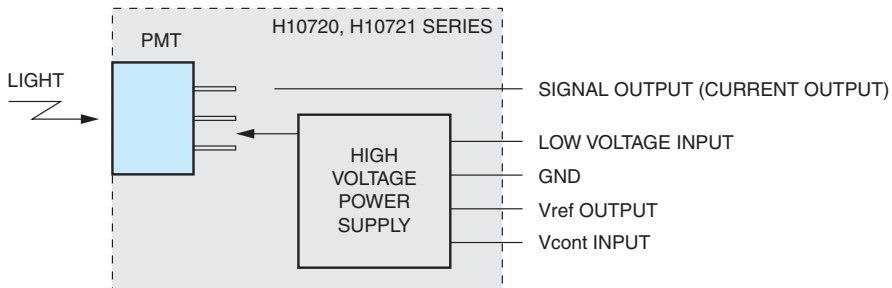 H10720, H10721 SERIES
PMT
LIGHT
SIGNAL OUTPUT (CURRENT OUTPUT)
LOW VOLTAGE INPUT
HIGH
VOLTAGE
POWER
SUPPLY
GND
Vref OUTPUT
Vcont INPUT